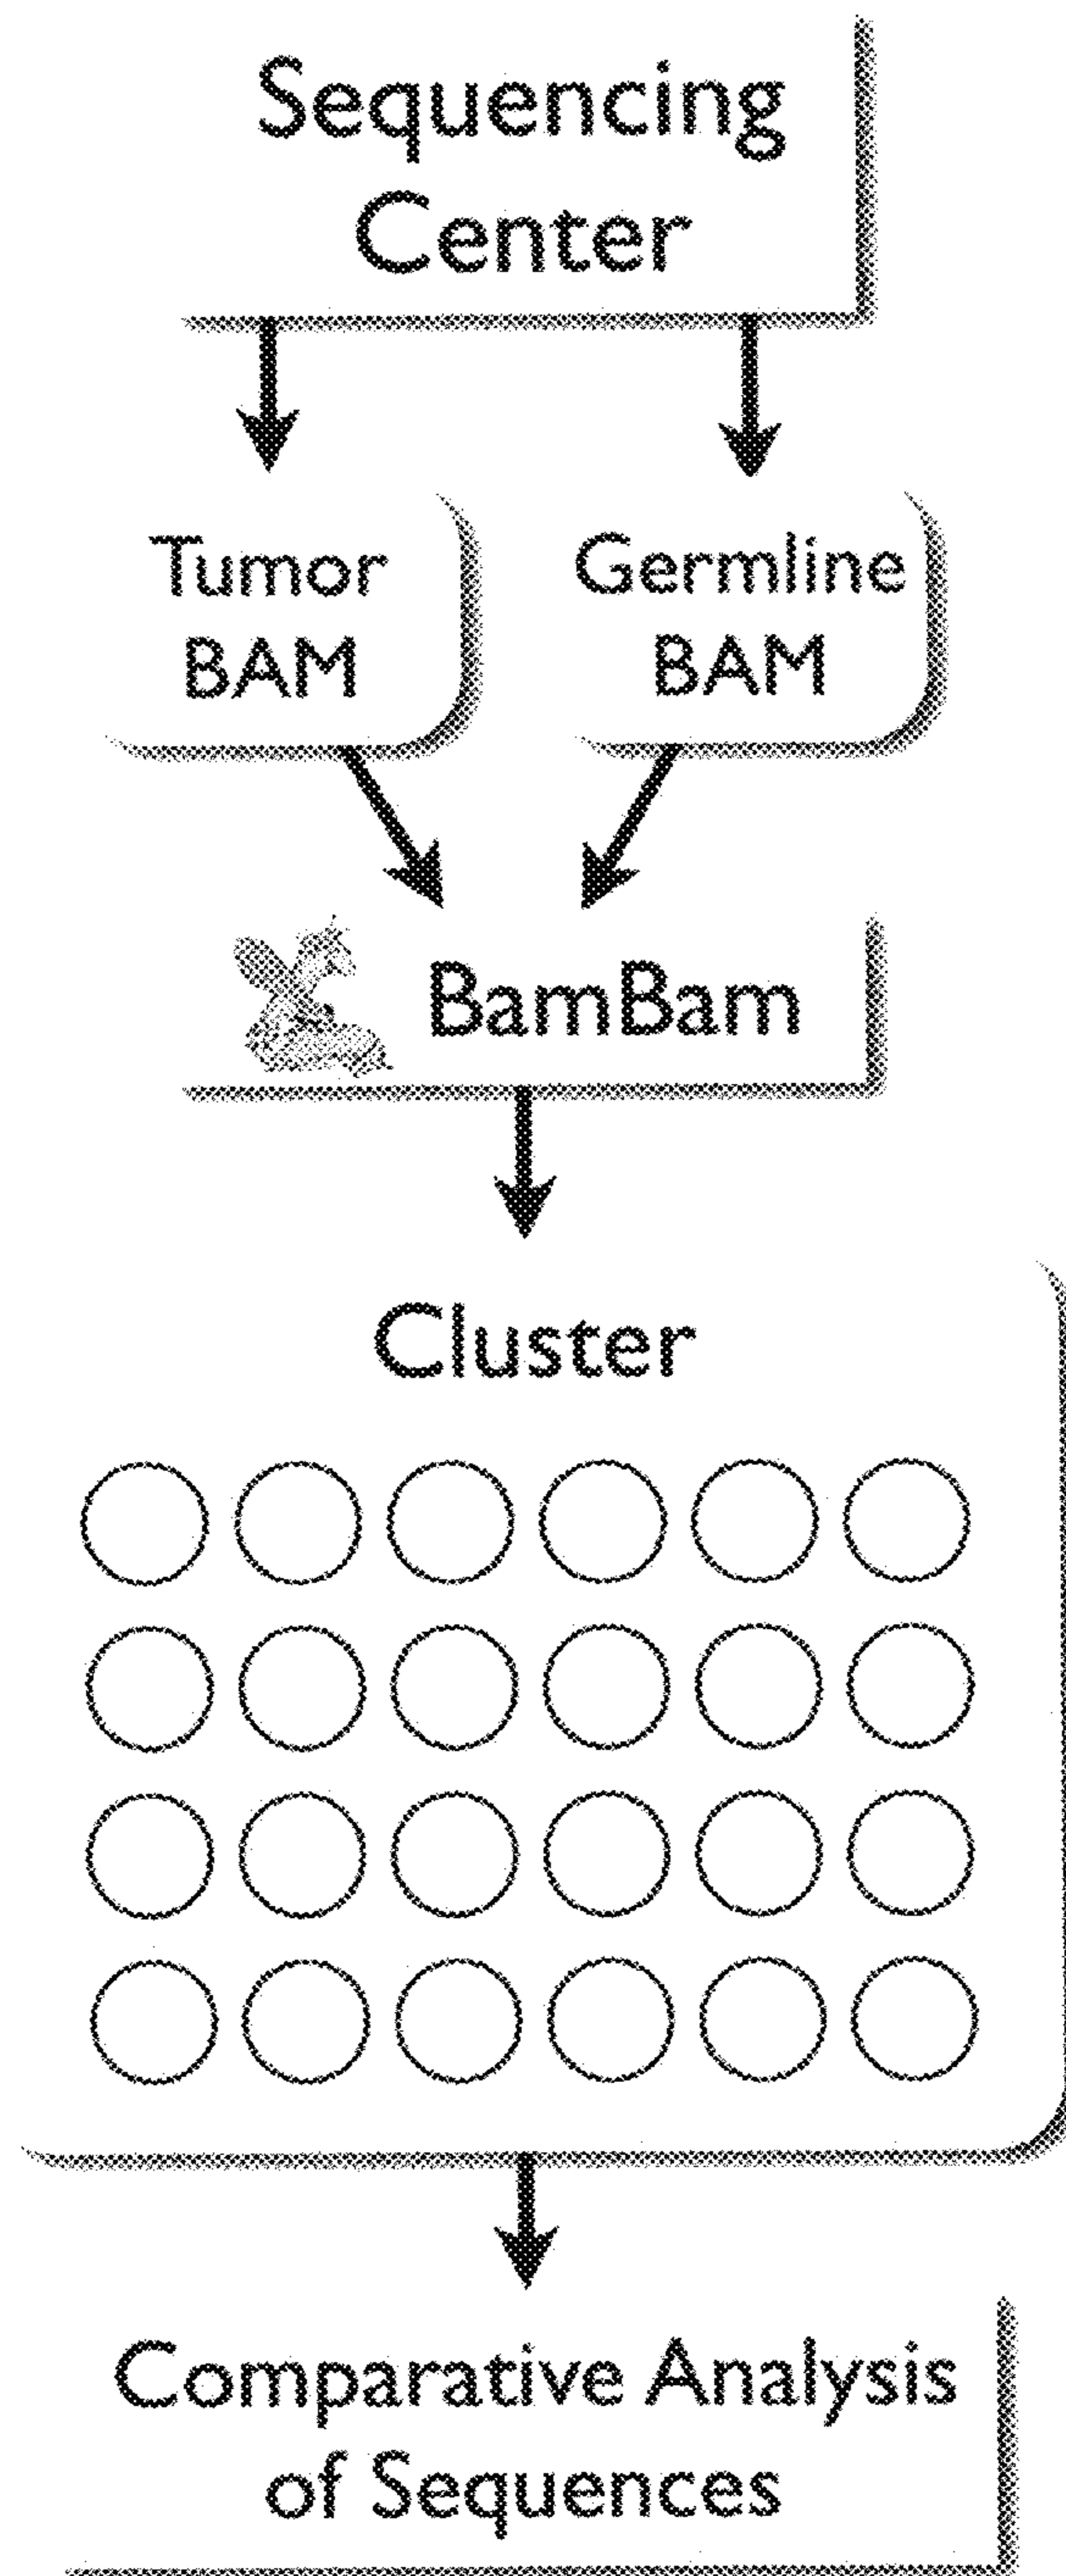 Sequencing
Center
Tumor
BAM
Germline
BAM
BamBam
Cluster
Comparative Analysis
of Sequences